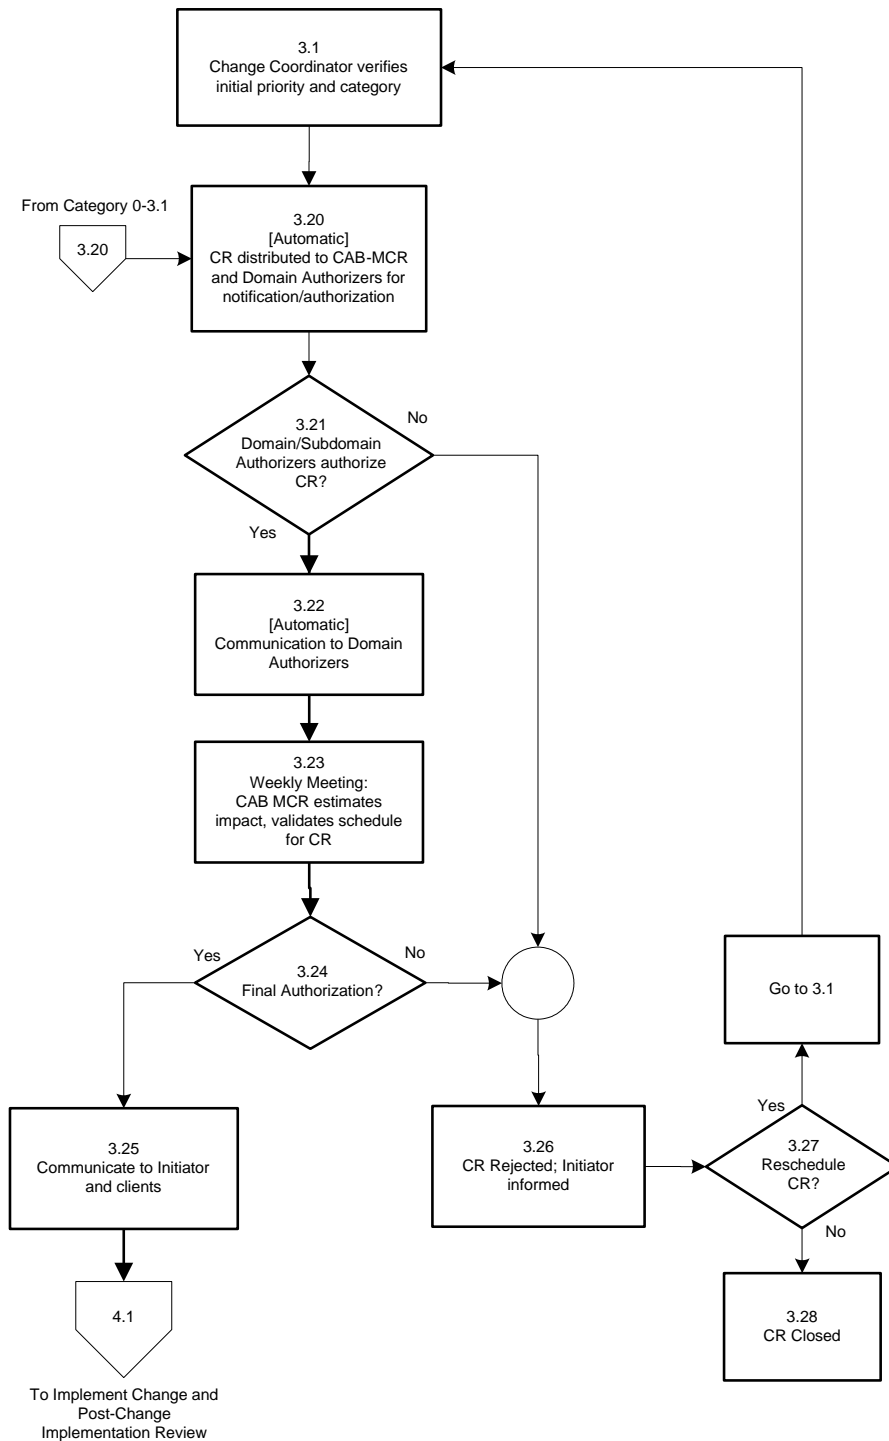 3.1
Change Coordinator verifies
initial priority and category
From Category 0-3.1
3.20
3.20
[Automatic]
CR distributed to CAB-MCR
and Domain Authorizers for
notification/authorization
3.21
Domain/Subdomain
Authorizers authorize
CR?
No
Yes
3.22
[Automatic]
Communication to Domain
Authorizers
3.23
Weekly Meeting:
CAB MCR estimates
impact, validates schedule
for CR
Yes
3.24
Final Authorization?
No
Go to 3.1
3.25
Communicate to Initiator
and clients
3.26
CR Rejected; Initiator
informed
Yes
3.27
Reschedule
CR?
No
4.1
3.28
CR Closed
To Implement Change and
Post-Change
Implementation Review